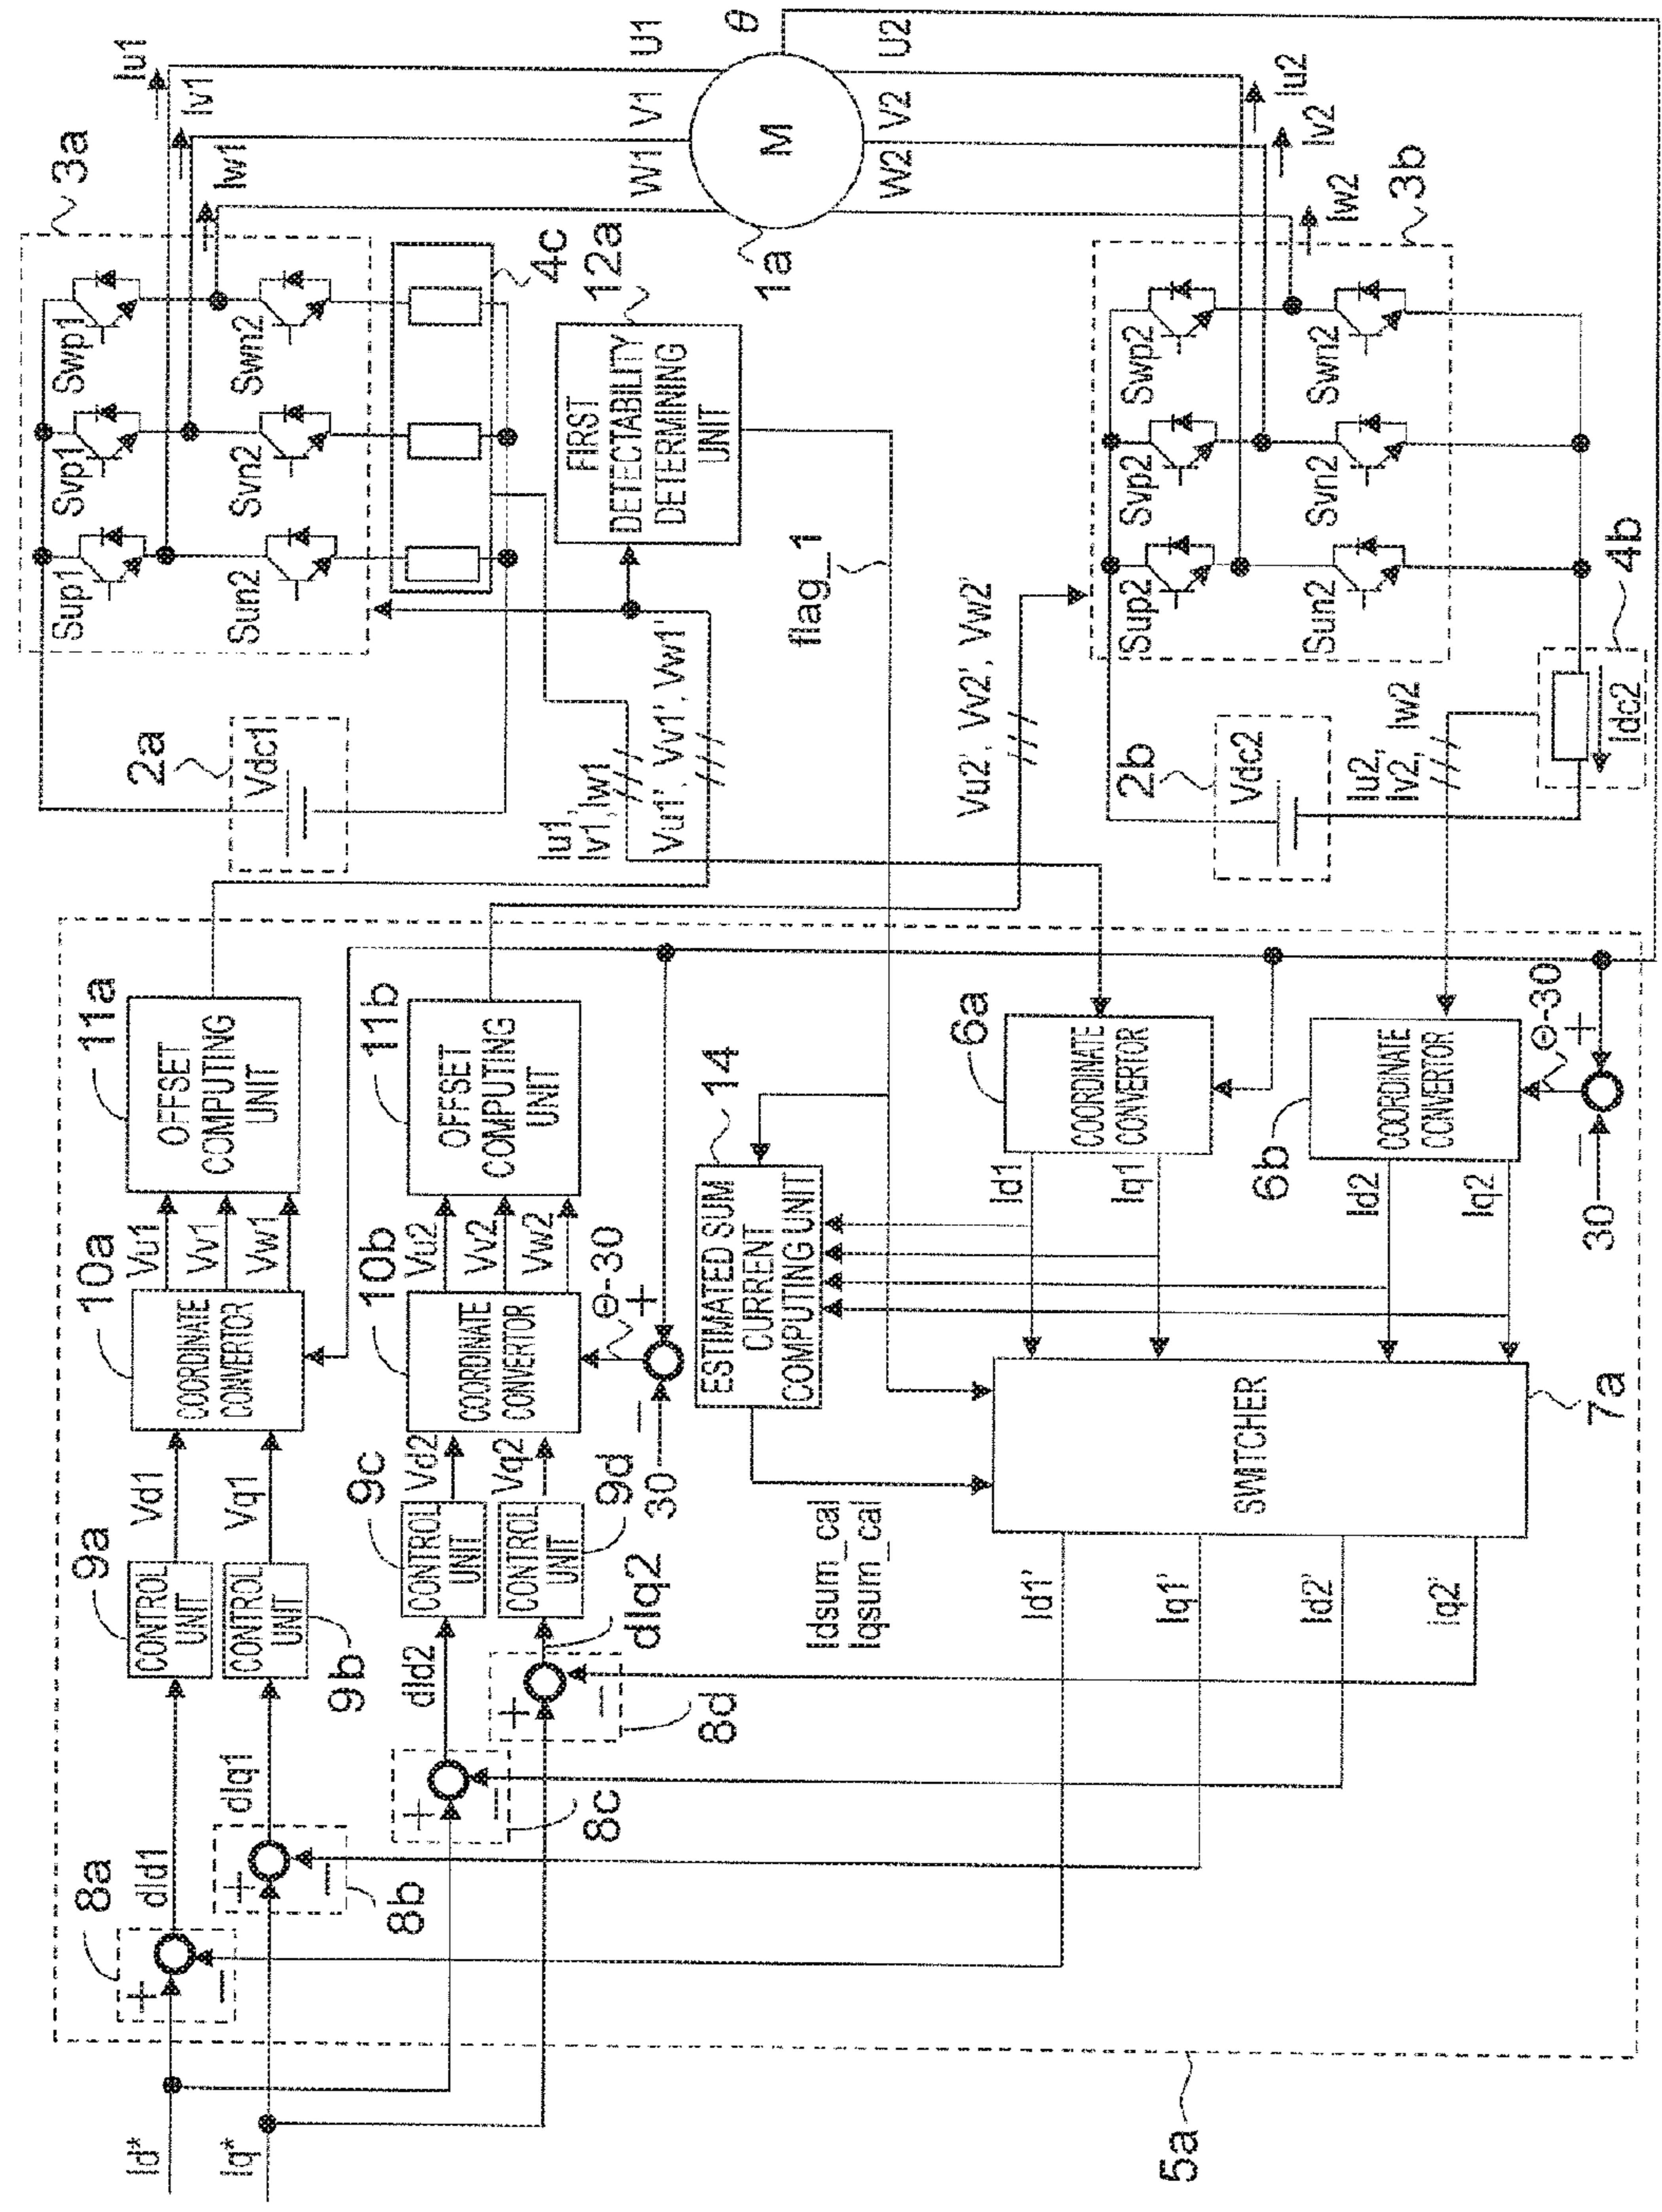 Id*
Iq*
5a
8a
dId1
8b
dIq1
8c
dId2
8d
dIq2
9a
CONTROL
UNIT
9b
CONTROL
UNIT
9c
CONTROL
UNIT
9d
CONTROL
UNIT
Vd1
Vq1
Vd2
Vq2
10a
COORDINATE
CONVERTOR
10b
COORDINATE
CONVERTOR
30
Θ-30
Vu1
Vv1
Vw1
Vu2
Vv2
Vw2
11a
OFFSET
COMPUTING
UNIT
11b
OFFSET
COMPUTING
UNIT
Idsum_cal
Iqsum_cal
14
ESTIMATED SUM
CURRENT
COMPUTING UNIT
Id1'
Iq1'
Id2'
Iq2'
SWITCHER
7a
Id1
Iq1
Id2
Iq2
6a
COORDINATE
CONVERTOR
6b
COORDINATE
CONVERTOR
30
Θ-30
2a
Vdc1
Iu1,
Iv1,Iw1
Vu1', Vv1', Vw1'
flag_1
Vu2', Vv2', Vw2'
2b
Vdc2
Iu2,
Iv2, Iw2
Idc2
4b
3a
Sup1
Svp1
Swp1
Sun2
Svn2
Swn2
4c
12a
FIRST
DETECTABILITY
DETERMINING
UNIT
Iu1
Iv1
Iw1
U1
V1
W1
M
1a
θ
U2
V2
W2
Iu2
Iv2
Iw2
3b
Sup2
Svp2
Swp2
Sun2
Svn2
Swn2